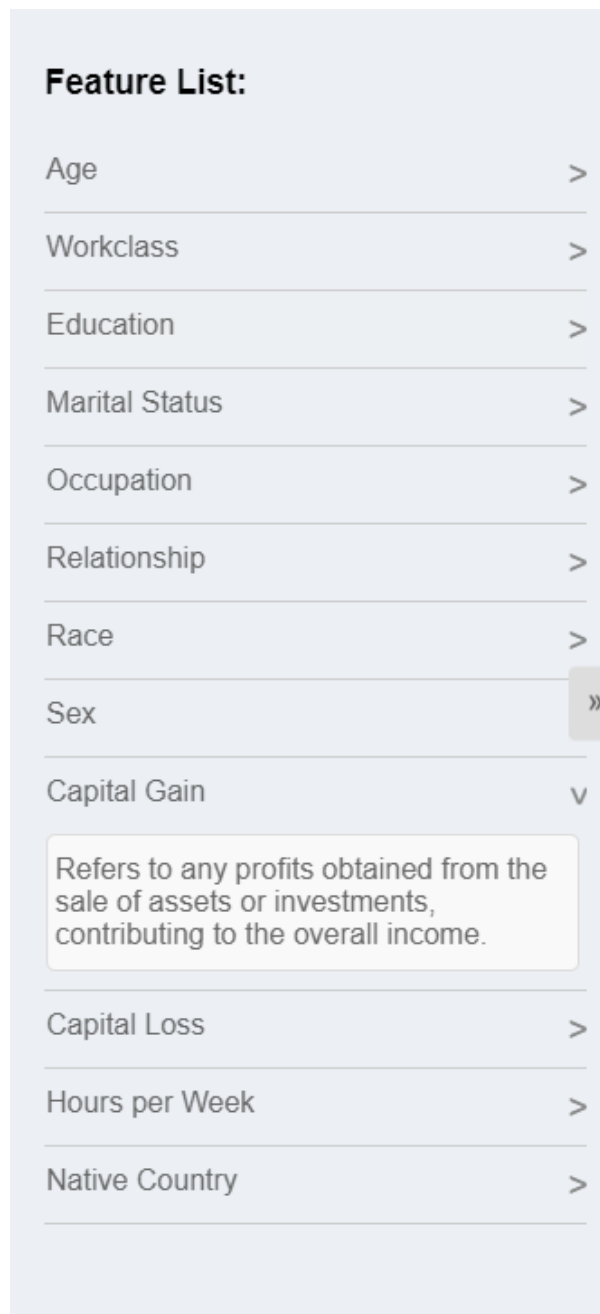 Feature List:
Age >
Workclass >
Education >
Marital Status >
Occupation >
Relationship >
Race >
»
Sex
Capital Gain v
Refers to any profits obtained from the
sale of assets or investments,
contributing to the overall income.
Capital Loss >
Hours per Week >
Native Country >